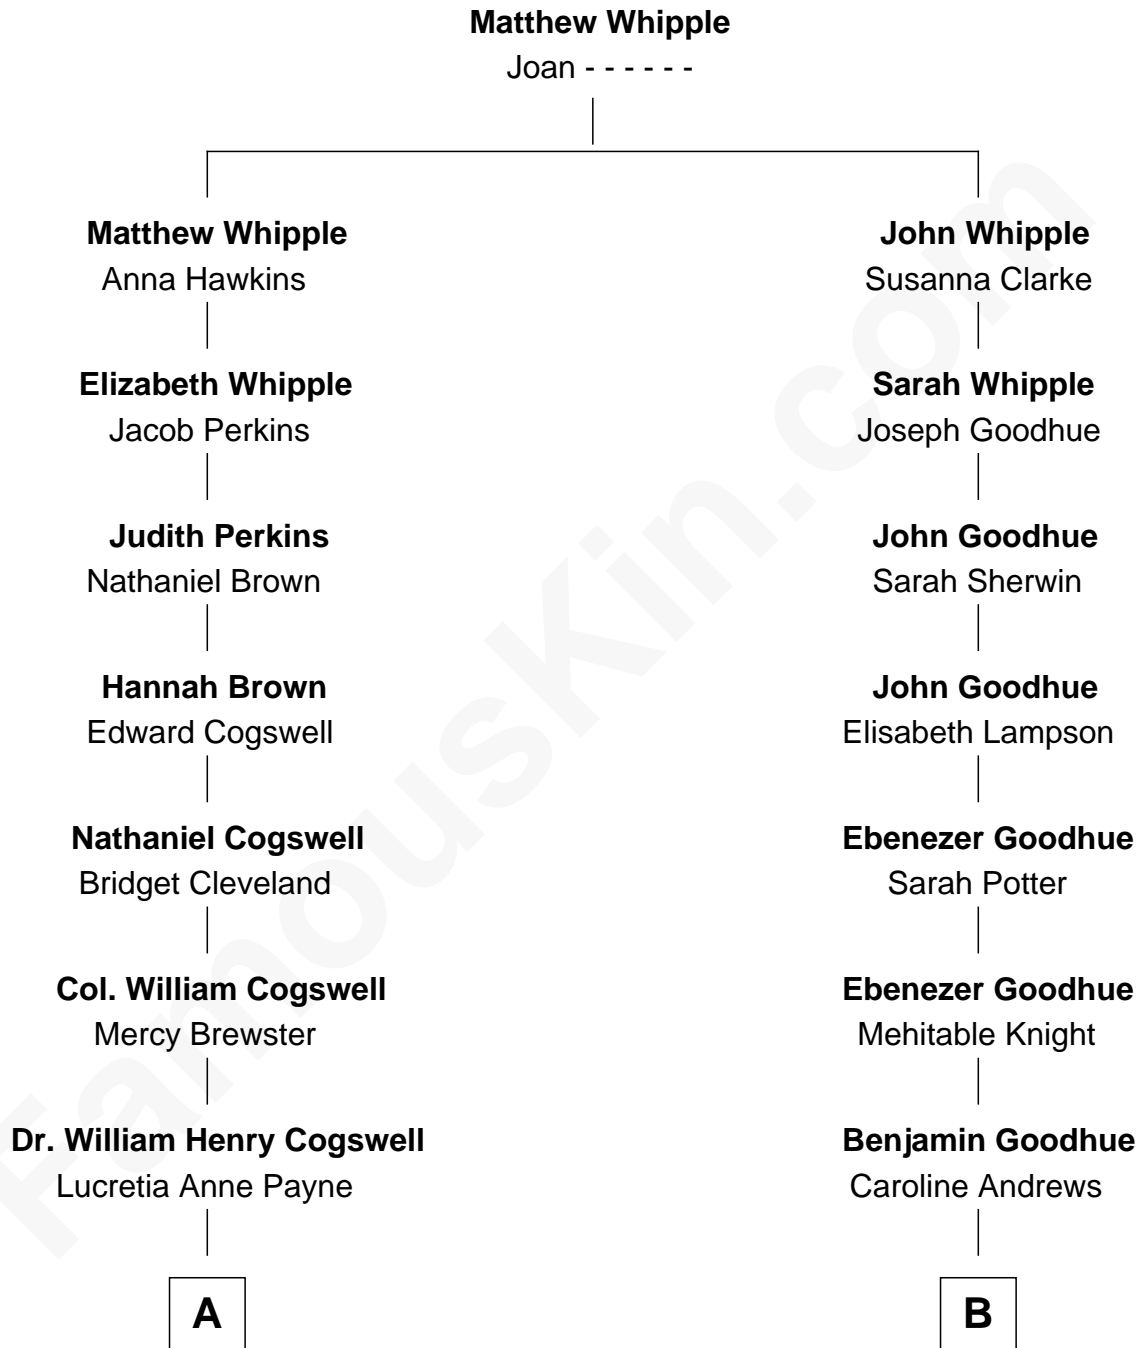 Matthew Whipple
Joan - - - - - -
Matthew Whipple
Anna Hawkins
John Whipple
Susanna Clarke
Elizabeth Whipple
Jacob Perkins
Sarah Whipple
Joseph Goodhue
Judith Perkins
Nathaniel Brown
John Goodhue
Sarah Sherwin
Hannah Brown
Edward Cogswell
John Goodhue
Elisabeth Lampson
Nathaniel Cogswell
Bridget Cleveland
Ebenezer Goodhue
Sarah Potter
Col. William Cogswell
Mercy Brewster
Ebenezer Goodhue
Mehitable Knight
Dr. William Henry Cogswell
Lucretia Anne Payne
Benjamin Goodhue
Caroline Andrews
A
B
FamousKin.com